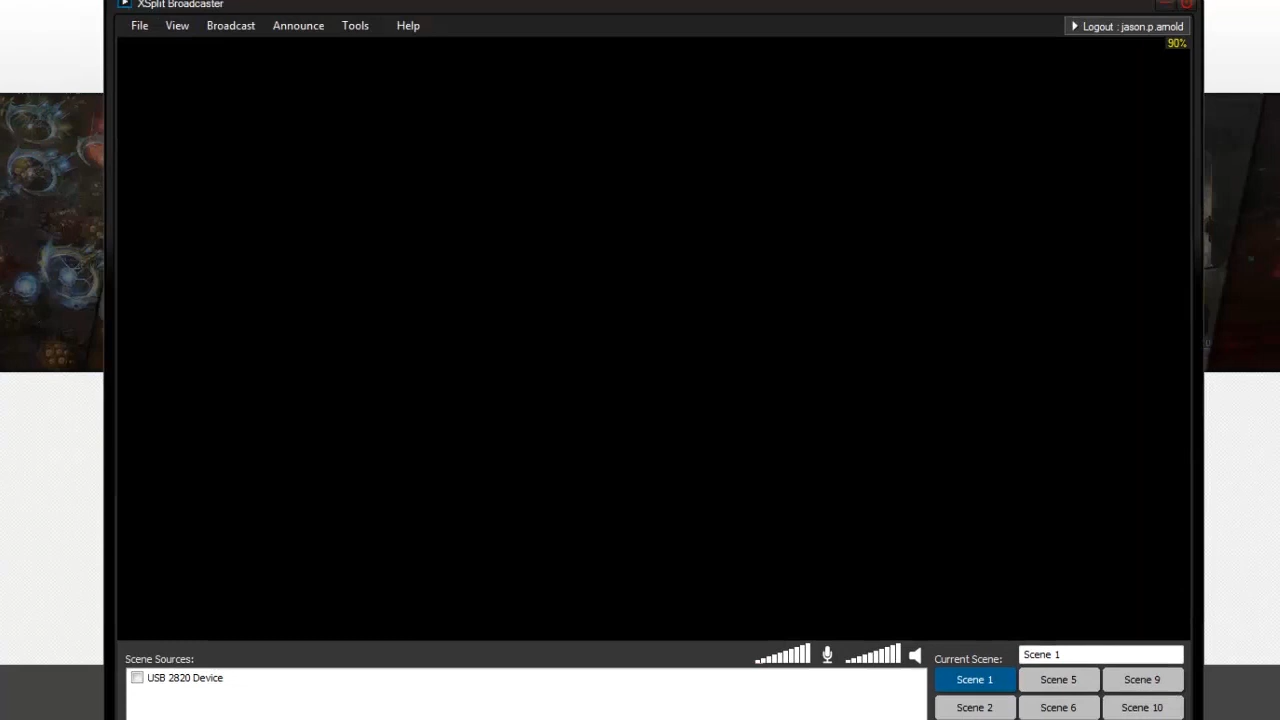 XSplit Broadcaster
File View Broadcast Announce Tools Help
Logout : jason.p.arnold
90%
Scene Sources:
Current Scene:
Scene 1
USB 2820 Device
Scene 1 Scene 5 Scene 9
Scene 2 Scene 6 Scene 10